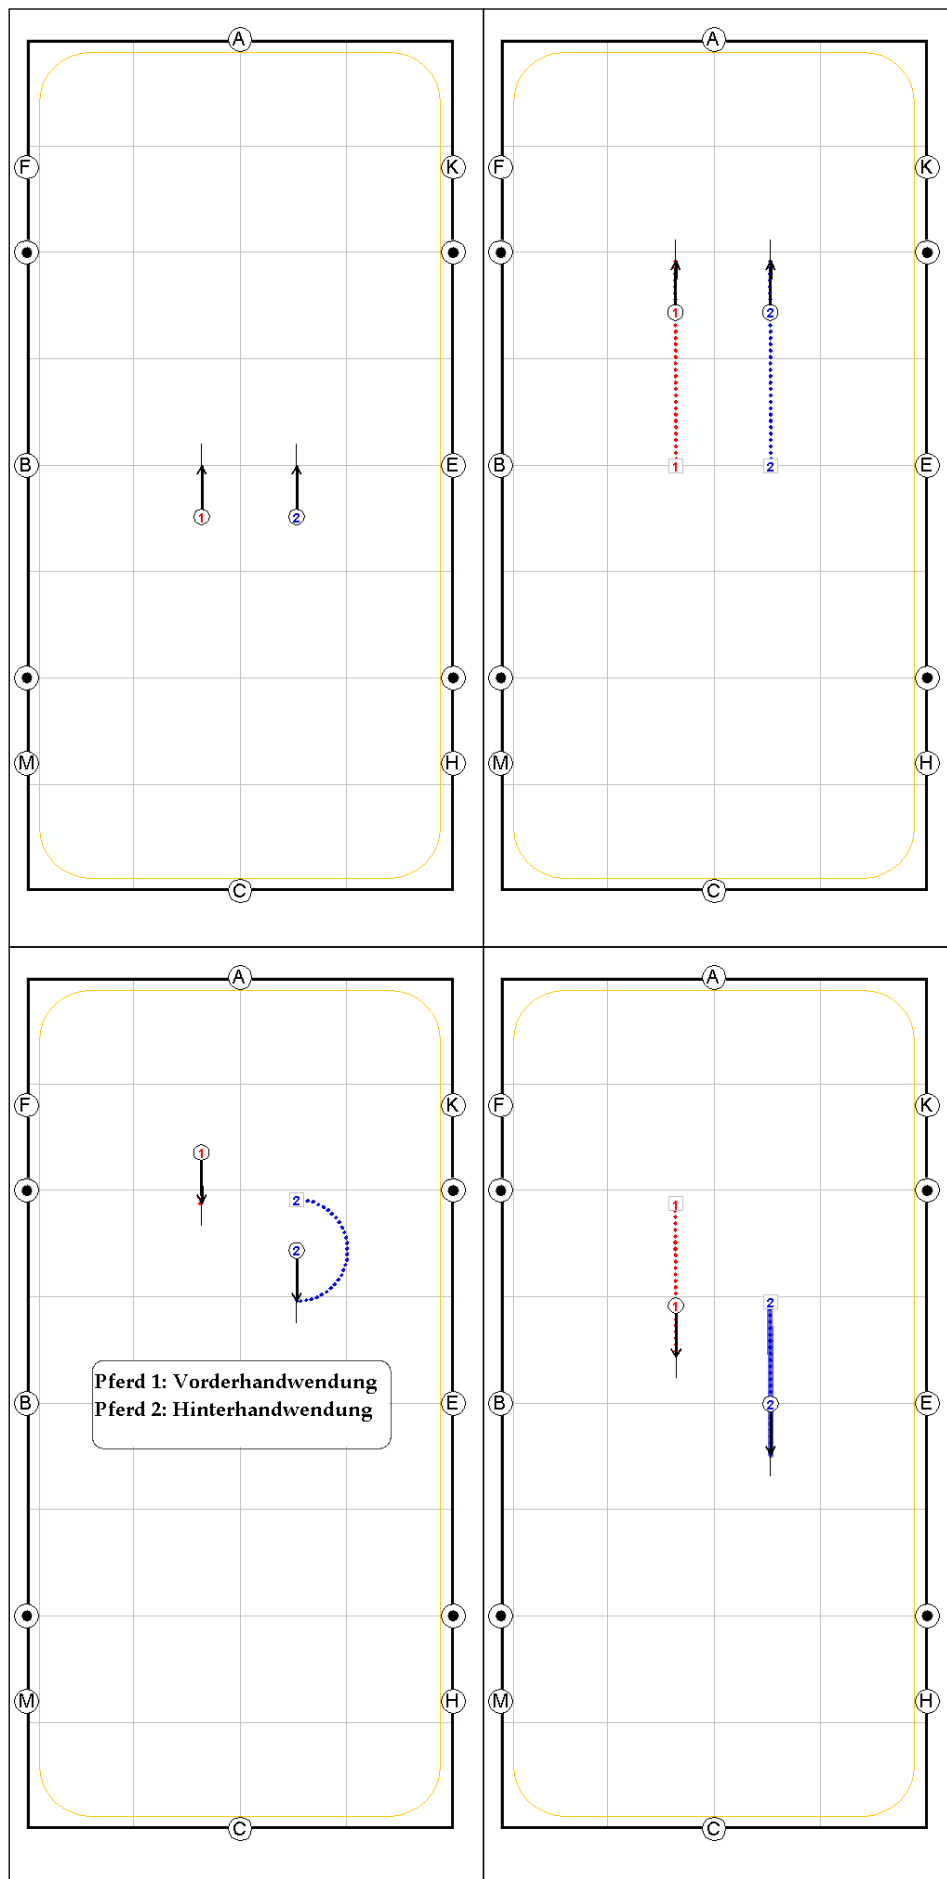 A
F K
B E
1 2
M H
C
A
F K
1 2
B 1 2 E
M H
C
A
F K
1
2
2
Pferd 1: Vorderhandwendung
B E
Pferd 2: Hinterhandwendung
M H
C
A
F K
1
1 2
B 2 E
M H
C